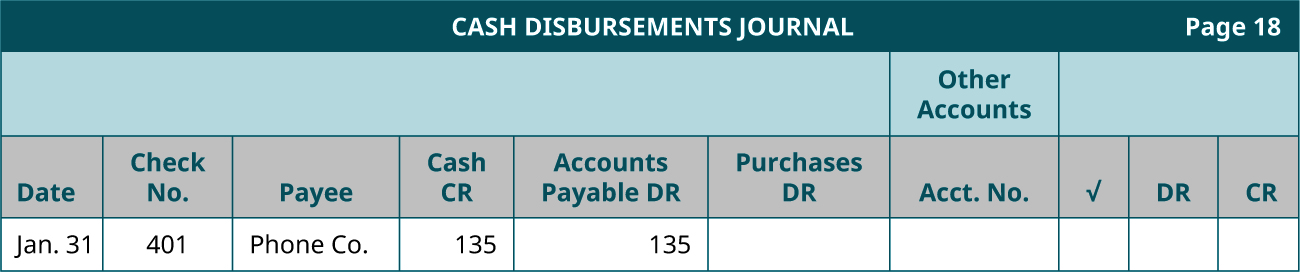 CASH DISBURSEMENTS JOURNAL Page 18
Other
Accounts
Date Check No. Payee Cash CR Accounts Payable DR Purchases DR Acct. No. √ DR CR
Jan. 31 401 Phone Co. 135 135